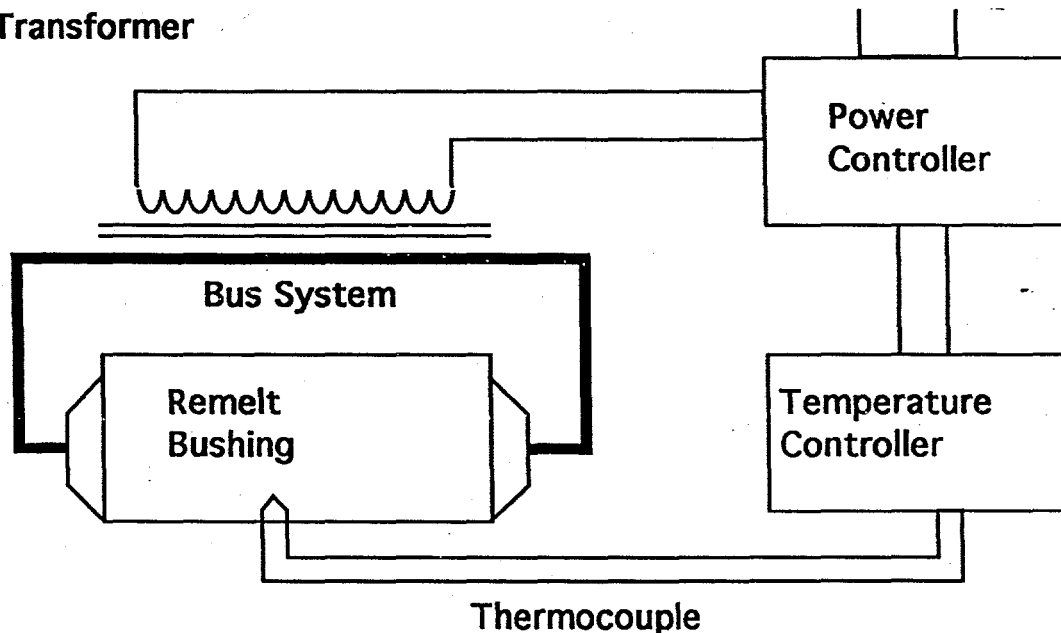 Transformer
Power
Controller
Bus System
Remelt
Bushing
Temperature
Controller
Thermocouple